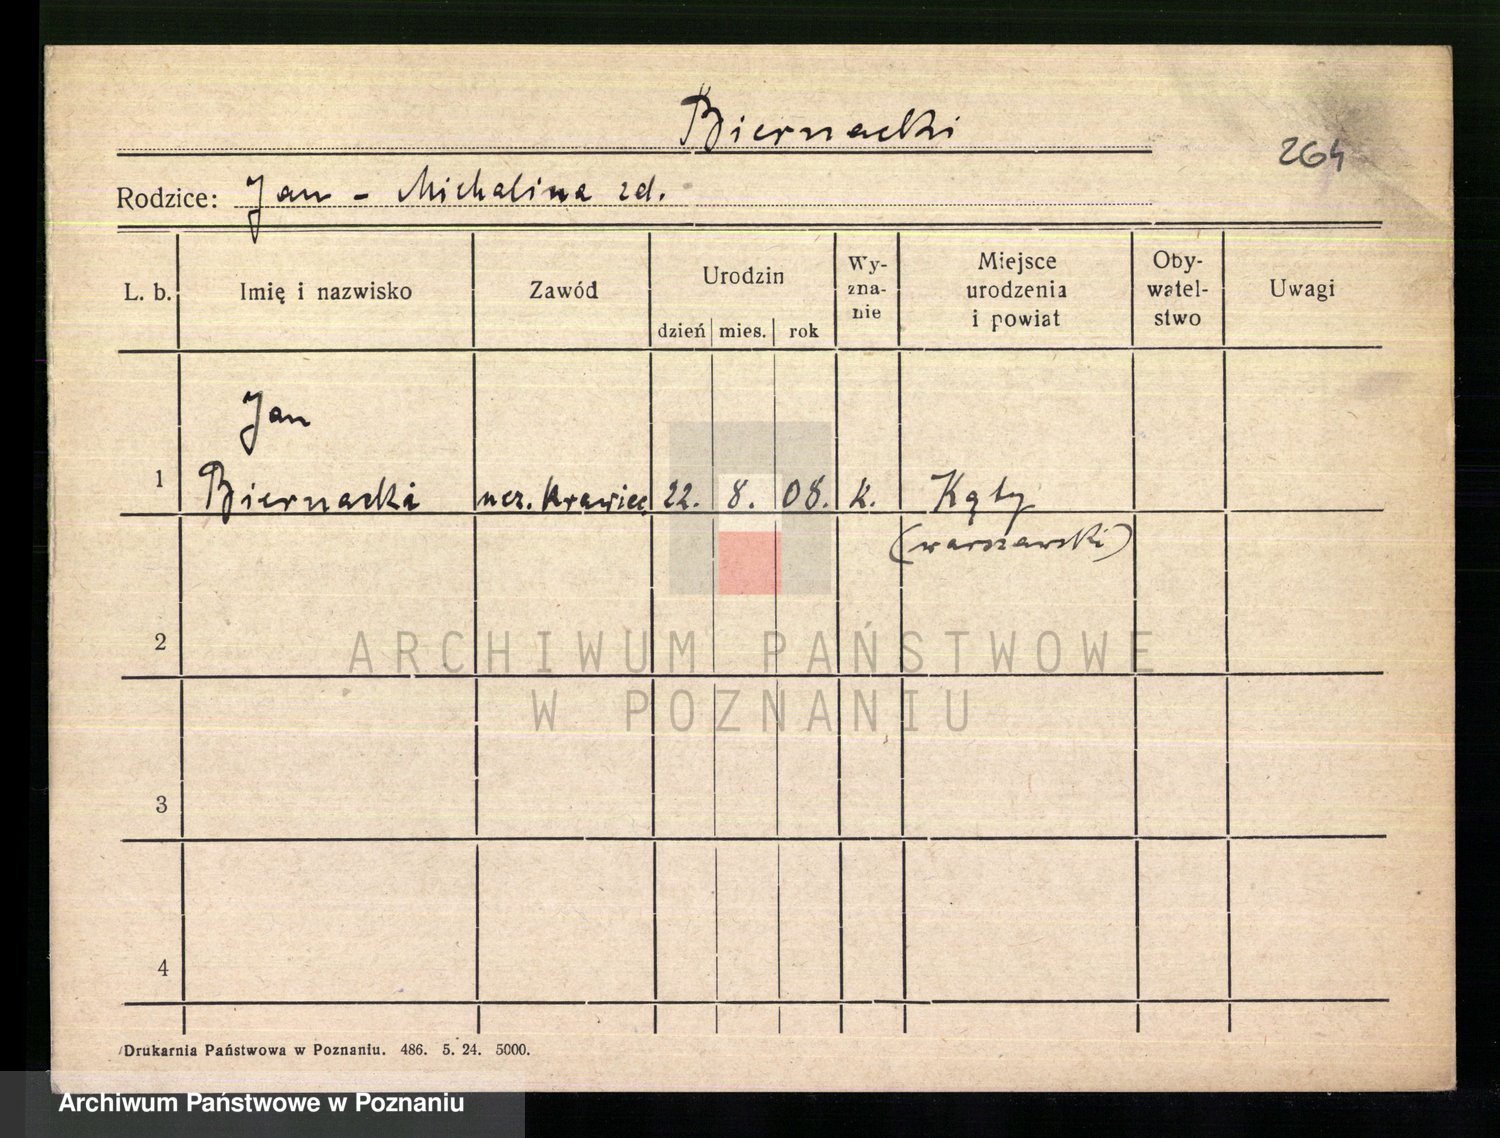 Biernacki
264
Rodzice: Jan - Michalina zd.
L. b. Imię i nazwisko Zawód Urodzin dzień mies. rok Wy-zna-nie Miejsce urodzenia i powiat Oby-watel-stwo Uwagi
Jan
1 Biernacki ucz. krawiec 22. 8. 08. k. Kąty
(warszawski)
2
ARCHIWUM PAŃSTWOWE
W POZNANIU
3
4
Drukarnia Państwowa w Poznaniu. 486. 5. 24. 5000.
Archiwum Państwowe w Poznaniu